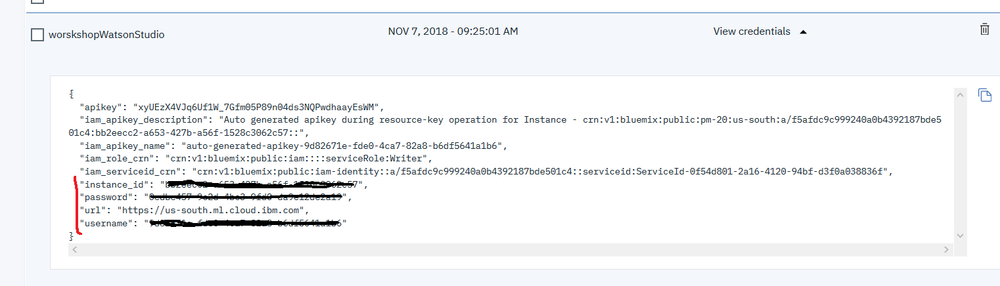 worskshopWatsonStudio NOV 7, 2018 - 09:25:01 AM View credentials
{
"apikey": "xyUEzX4VJq6Uf1W_7Gfm05P89n04ds3NQPwdhaayEsWM",
"iam_apikey_description": "Auto generated apikey during resource-key operation for Instance - crn:v1:bluemix:public:pm-20:us-south:a/f5afdc9c999240a0b4392187bde5
01c4:bb2eecc2-a653-427b-a56f-1528c3062c57::",
"iam_apikey_name": "auto-generated-apikey-9d82671e-fde0-4ca7-82a8-b6df5641a1b6",
"iam_role_crn": "crn:v1:bluemix:public:iam::::serviceRole:Writer",
"iam_serviceid_crn": "crn:v1:bluemix:public:iam-identity::a/f5afdc9c999240a0b4392187bde501c4::serviceid:ServiceId-0f54d801-2a16-4120-94bf-d3f0a038836f",
"instance_id":
"password":
"url": "https://us-south.ml.cloud.ibm.com",
"username":
}